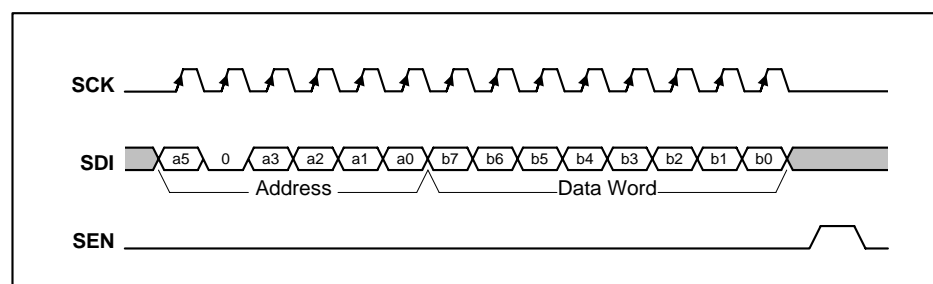 SCK
SDI a5 0 a3 a2 a1 a0 b7 b6 b5 b4 b3 b2 b1 b0
Address Data Word
SEN